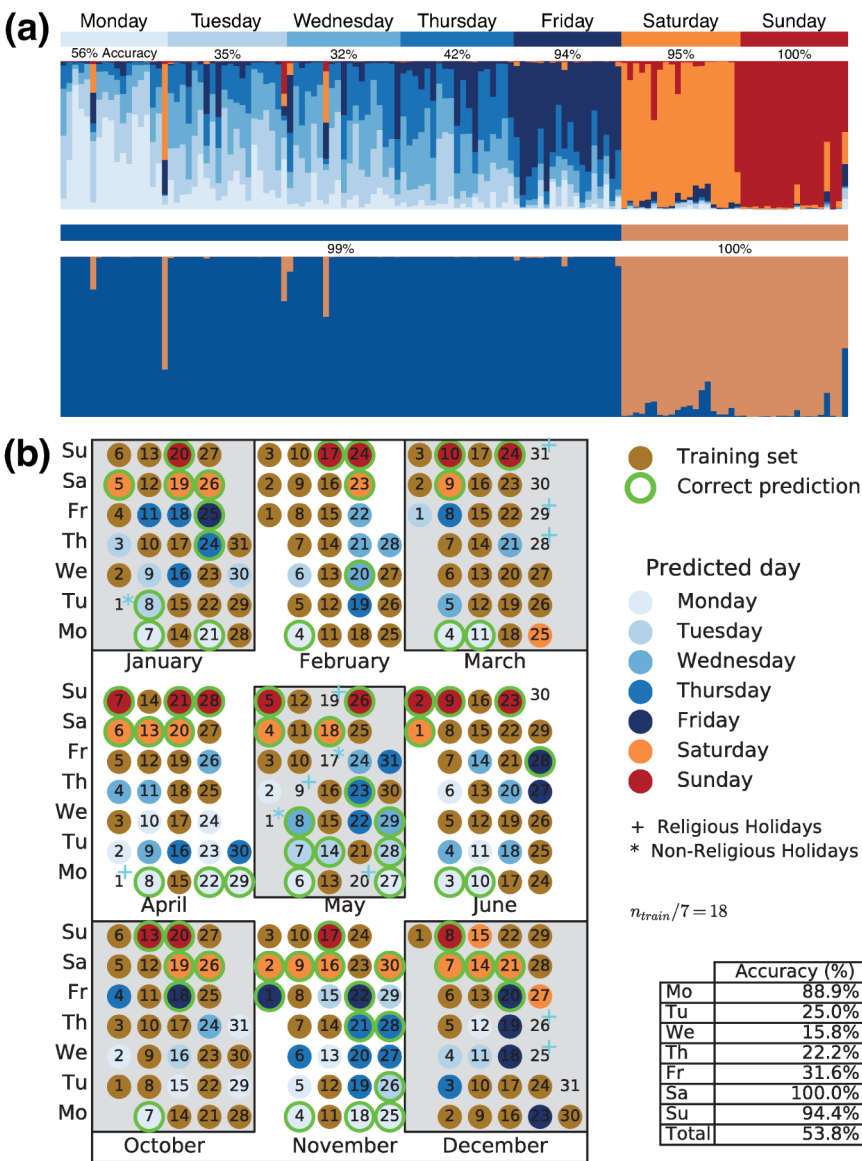 (a)
Monday Tuesday Wednesday Thursday Friday Saturday Sunday
56% Accuracy 35% 32% 42% 94% 95% 100%
99% 100%
(b)
Su 6 13 20 27 3 10 17 24 3 10 17 24 31+
Sa 5 12 19 26 2 9 16 23 2 9 16 23 30
Fr 4 11 18 25 1 8 15 22 1 8 15 22 29+
Th 3 10 17 24 31 7 14 21 28 7 14 21 28+
We 2 9 16 23 30 6 13 20 27 6 13 20 27
Tu 1* 8 15 22 29 5 12 19 26 5 12 19 26
Mo 7 14 21 28 4 11 18 25 4 11 18 25
January February March
Su 7 14 21 28 5 12 19+ 26 2 9 16 23 30
Sa 6 13 20 27 4 11 18 25 1 8 15 22 29
Fr 5 12 19 26 3 10 17* 24 31 7 14 21 28
Th 4 11 18 25 2 9+ 16 23 30 6 13 20 27
We 3 10 17 24 1* 8 15 22 29 5 12 19 26
Tu 2 9 16 23 30 7 14 21 28 4 11 18 25
Mo 1+ 8 15 22 29 6 13 20+ 27 3 10 17 24
April May June
Su 6 13 20 27 3 10 17 24 1 8 15 22 29
Sa 5 12 19 26 2 9 16 23 30 7 14 21 28
Fr 4 11 18 25 1 8 15 22 29 6 13 20 27
Th 3 10 17 24 31 7 14 21 28 5 12 19 26+
We 2 9 16 23 30 6 13 20 27 4 11 18 25+
Tu 1 8 15 22 29 5 12 19 26 3 10 17 24 31
Mo 7 14 21 28 4 11 18 25 2 9 16 23 30
October November December
Training set
Correct prediction
Predicted day
Monday
Tuesday
Wednesday
Thursday
Friday
Saturday
Sunday
+ Religious Holidays
* Non-Religious Holidays
n_train/7=18
Accuracy (%)
Mo 88.9%
Tu 25.0%
We 15.8%
Th 22.2%
Fr 31.6%
Sa 100.0%
Su 94.4%
Total 53.8%